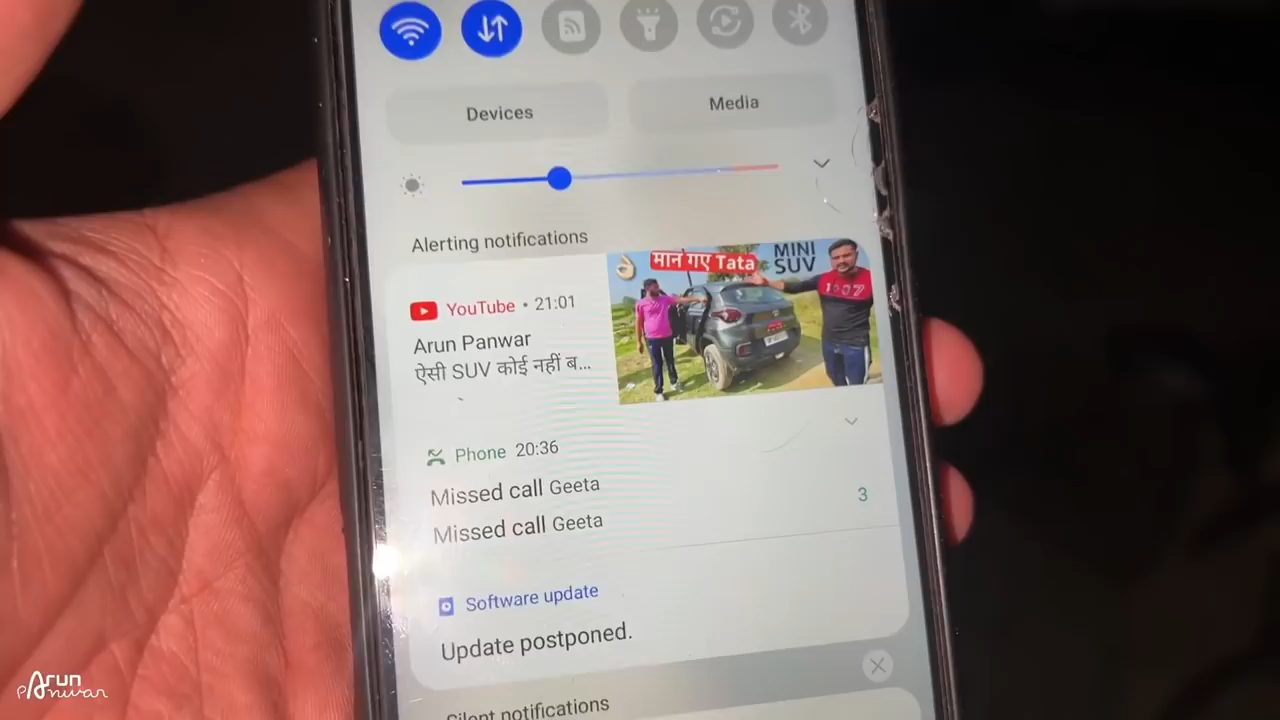 Devices
Media
Alerting notifications
YouTube • 21:01
Arun Panwar
ऐसी SUV कोई नहीं ब...
मान गए Tata
MINI
SUV
1007
Phone 20:36
Missed call Geeta
Missed call Geeta
3
Software update
Update postponed.
Silent notifications
Arun
Panwar